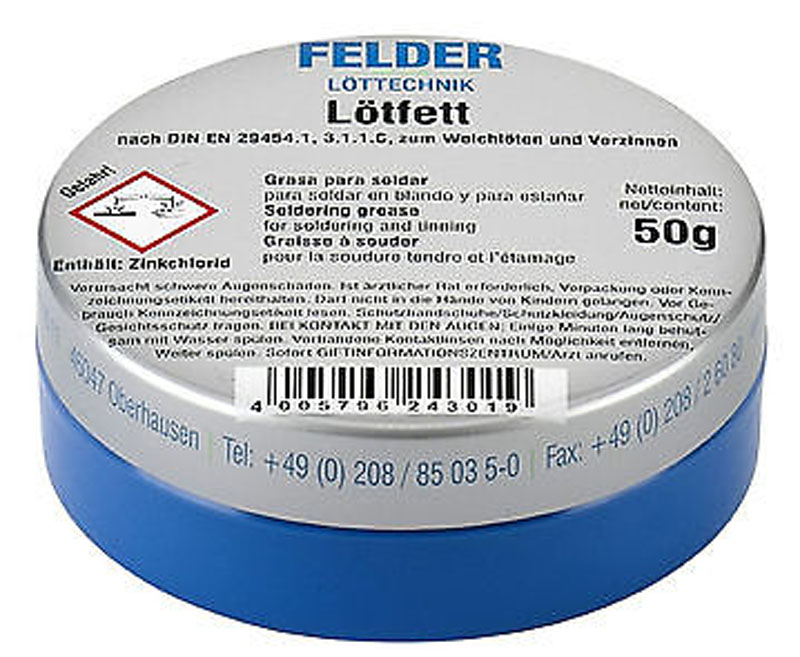 FELDER
LÖTTECHNIK
Lötfett
nach DIN EN 29454.1, 3.1.1.C, zum Weichlöten und Verzinnen
Gefahr!
Enthält: Zinkchlorid
Grasa para soldar
para soldar en blando y para estañar
Soldering grease
for soldering and tinning
Graisse à souder
pour la soudure tendre et l'étamage
Nettoinhalt:
net/content:
50g
Verursacht schwere Augenschäden. Ist ärztlicher Rat erforderlich, Verpackung oder Kenn-
zeichnungsetikett bereithalten. Darf nicht in die Hände von Kindern gelangen. Vor Ge-
brauch Kennzeichnungsetikett lesen. Schutzhandschuhe/Schutzkleidung/Augenschutz/
Gesichtsschutz tragen. BEI KONTAKT MIT DEN AUGEN: Einige Minuten lang behut-
sam mit Wasser spülen. Vorhandene Kontaktlinsen nach Möglichkeit entfernen.
Weiter spülen. Sofort GIFTINFORMATIONSZENTRUM/Arzt anrufen.
4 005796 243019
46047 Oberhausen | Tel: +49 (0) 208 / 85 03 5-0 | Fax: +49 (0) 208 / 2 60 80